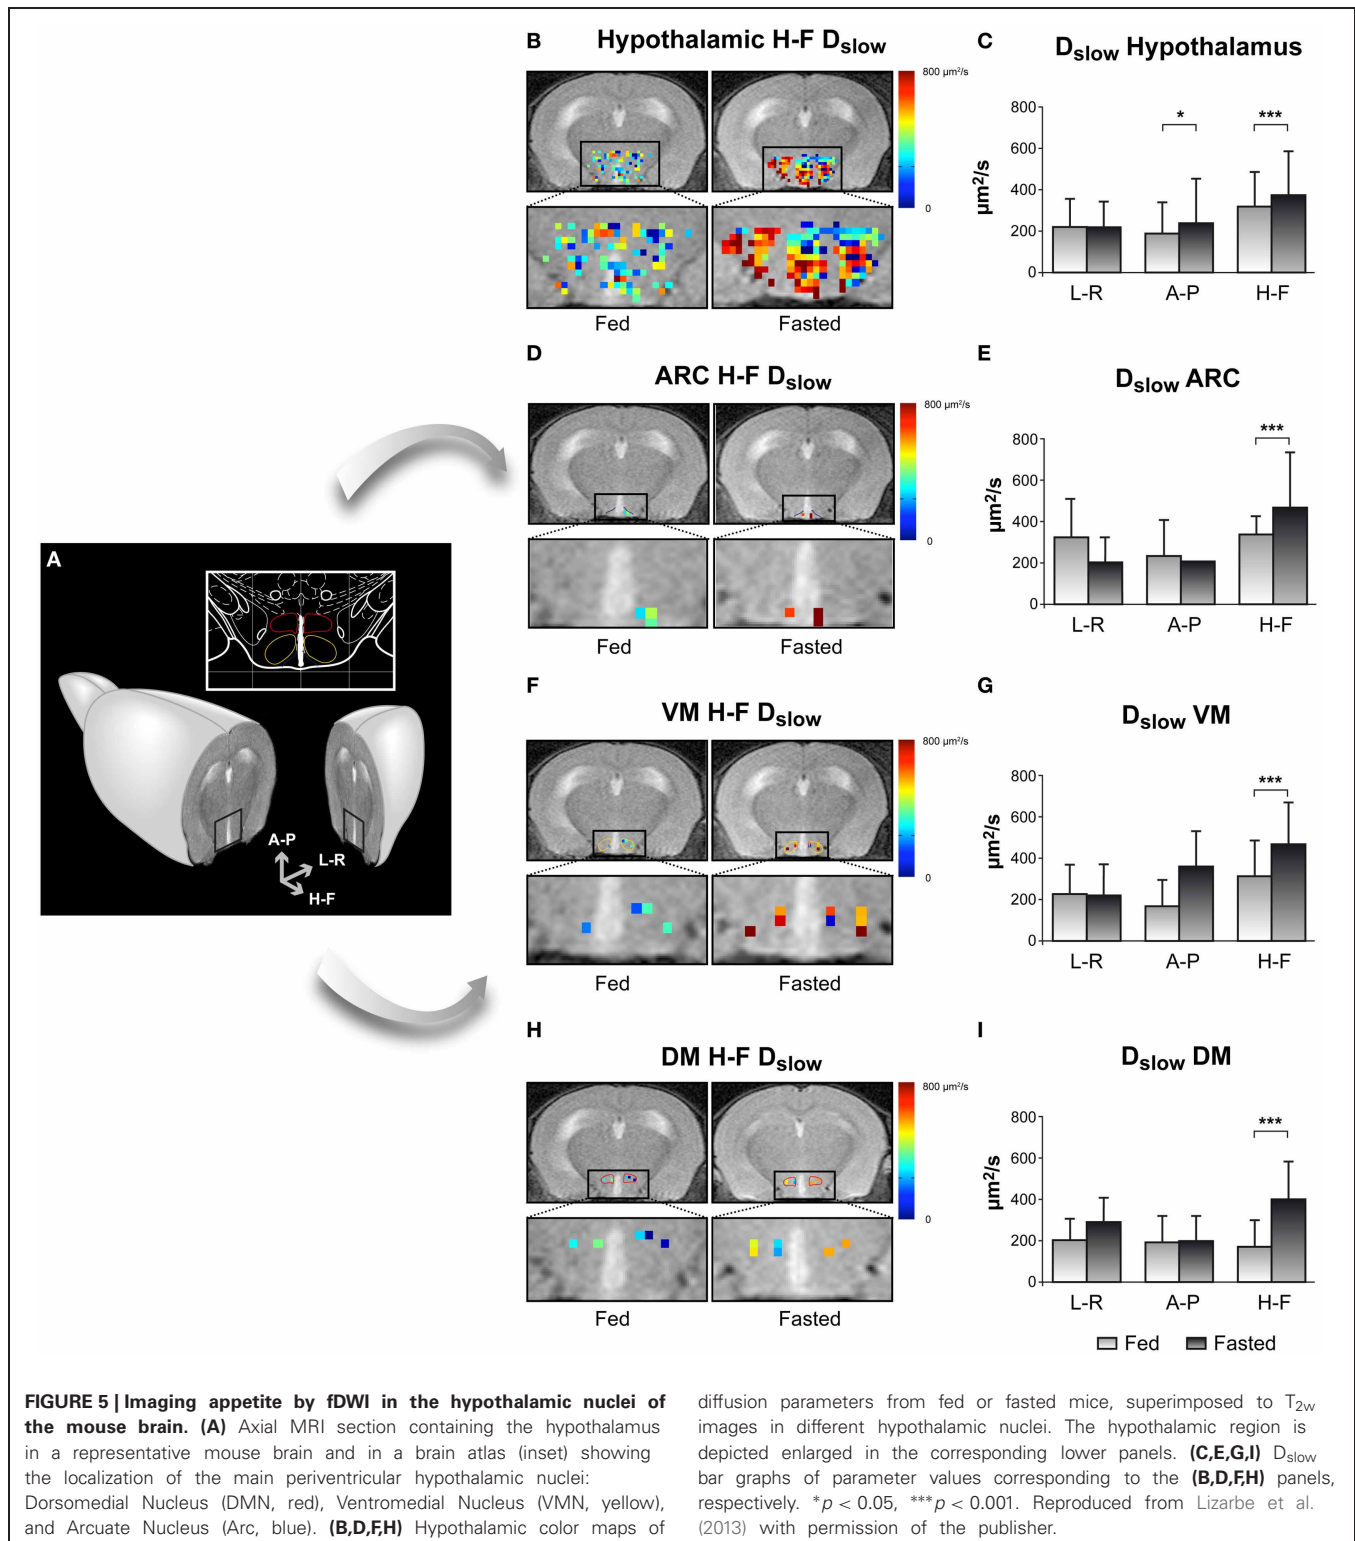 A
A-P
L-R
H-F
B
Hypothalamic H-F Dslow
800 µm²/s
0
Fed
Fasted
C
Dslow Hypothalamus
µm²/s
800
600
400
200
0
*
***
L-R
A-P
H-F
D
ARC H-F Dslow
800 µm²/s
0
Fed
Fasted
E
Dslow ARC
µm²/s
800
600
400
200
0
***
L-R
A-P
H-F
F
VM H-F Dslow
800 µm²/s
0
Fed
Fasted
G
Dslow VM
µm²/s
800
600
400
200
0
***
L-R
A-P
H-F
H
DM H-F Dslow
800 µm²/s
0
Fed
Fasted
I
Dslow DM
µm²/s
800
600
400
200
0
***
L-R
A-P
H-F
Fed
Fasted
FIGURE 5 | Imaging appetite by fDWI in the hypothalamic nuclei of
the mouse brain. (A) Axial MRI section containing the hypothalamus
in a representative mouse brain and in a brain atlas (inset) showing
the localization of the main periventricular hypothalamic nuclei:
Dorsomedial Nucleus (DMN, red), Ventromedial Nucleus (VMN, yellow),
and Arcuate Nucleus (Arc, blue). (B,D,F,H) Hypothalamic color maps of
diffusion parameters from fed or fasted mice, superimposed to T2w
images in different hypothalamic nuclei. The hypothalamic region is
depicted enlarged in the corresponding lower panels. (C,E,G,I) Dslow
bar graphs of parameter values corresponding to the (B,D,F,H) panels,
respectively. *p < 0.05, ***p < 0.001. Reproduced from Lizarbe et al.
(2013) with permission of the publisher.